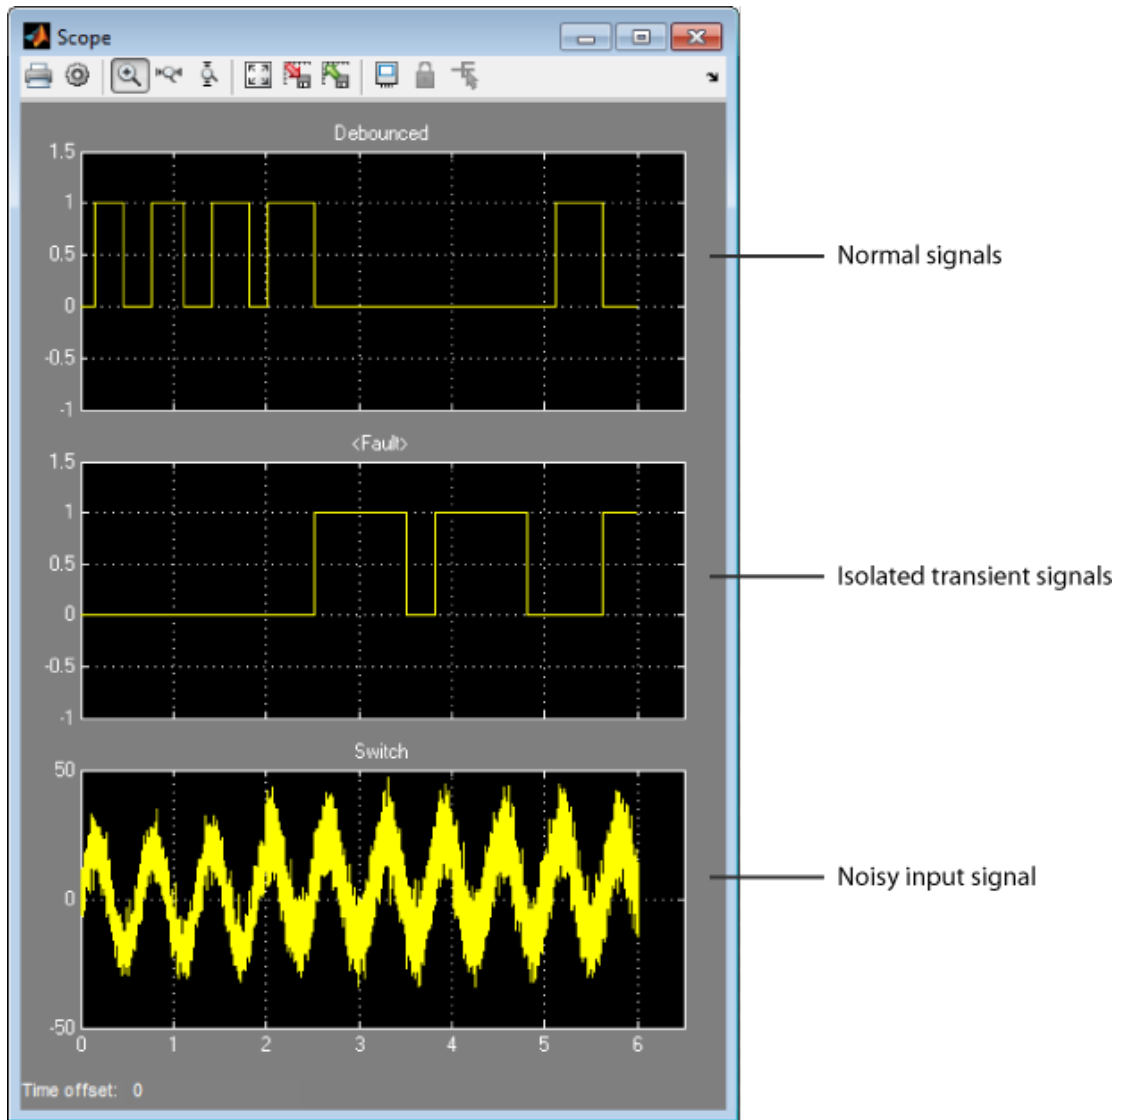 Scope
Debounced
1.5
1
0.5
0
-0.5
-1
Normal signals
<Fault>
1.5
1
0.5
0
-0.5
-1
Isolated transient signals
Switch
50
0
-50
Noisy input signal
0 1 2 3 4 5 6
Time offset: 0